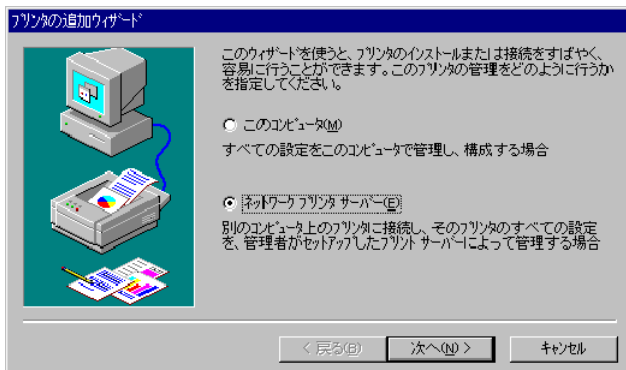 プリンタの追加ウィザード
このウィザードを使うと、プリンタのインストールまたは接続をすばやく、
容易に行うことができます。このプリンタの管理をどのように行うか
を指定してください。
このコンピュータ(M)
すべての設定をこのコンピュータで管理し、構成する場合
ネットワーク プリンタ サーバー(E)
別のコンピュータ上のプリンタに接続し、そのプリンタのすべての設定
を、管理者がセットアップしたプリント サーバーによって管理する場合
< 戻る(B)
次へ(N) >
キャンセル